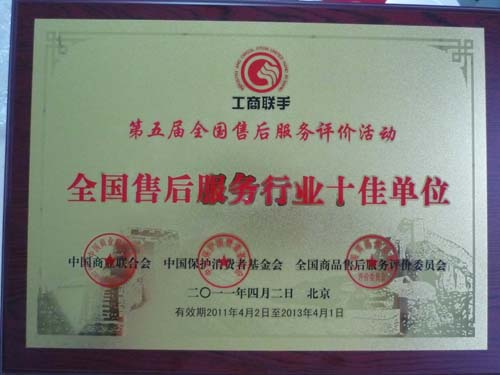 工商联手
第五届全国售后服务评价活动
全国售后服务行业十佳单位
中国商业联合会 中国保护消费者基金会 全国商品售后服务评价委员会
二〇一一年四月二日 北京
有效期2011年4月2日至2013年4月1日